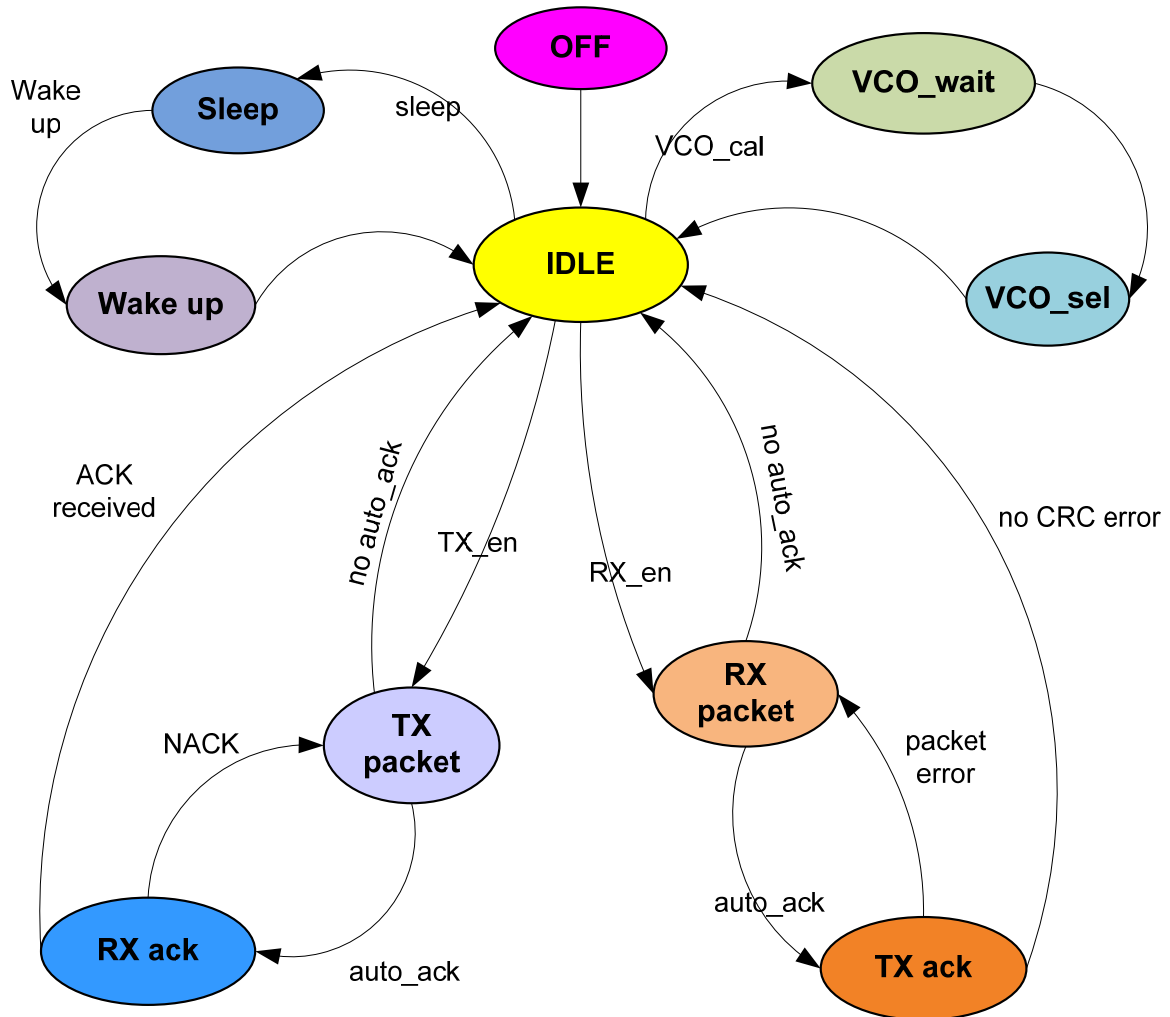 OFF
VCO_wait
Sleep
Wake
up
sleep
VCO_cal
IDLE
VCO_sel
Wake up
ACK
received
no auto_ack
TX_en
RX_en
no auto_ack
no CRC error
RX
packet
TX
packet
NACK
packet
error
auto_ack
RX ack
auto_ack
TX ack